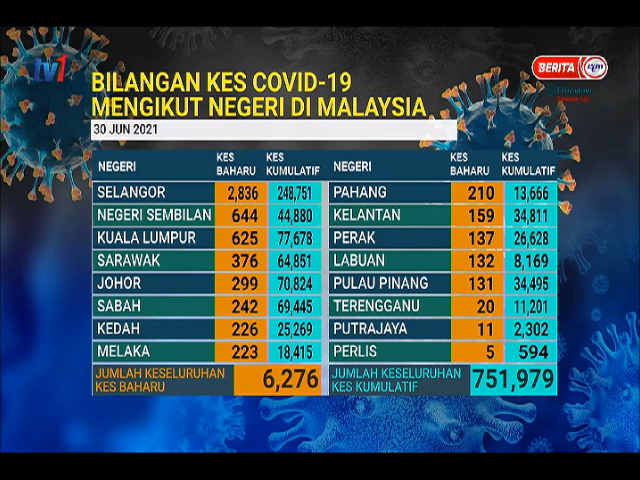 tv1
BERITA rtm
BILANGAN KES COVID-19
MENGIKUT NEGERI DI MALAYSIA
30 JUN 2021
NEGERI KES BAHARU KES KUMULATIF NEGERI KES BAHARU KES KUMULATIF
SELANGOR 2,836 248,751 PAHANG 210 13,666
NEGERI SEMBILAN 644 44,880 KELANTAN 159 34,811
KUALA LUMPUR 625 77,678 PERAK 137 26,628
SARAWAK 376 64,851 LABUAN 132 8,169
JOHOR 299 70,824 PULAU PINANG 131 34,495
SABAH 242 69,445 TERENGGANU 20 11,201
KEDAH 226 25,269 PUTRAJAYA 11 2,302
MELAKA 223 18,415 PERLIS 5 594
JUMLAH KESELURUHAN KES BAHARU 6,276 JUMLAH KESELURUHAN KES KUMULATIF 751,979